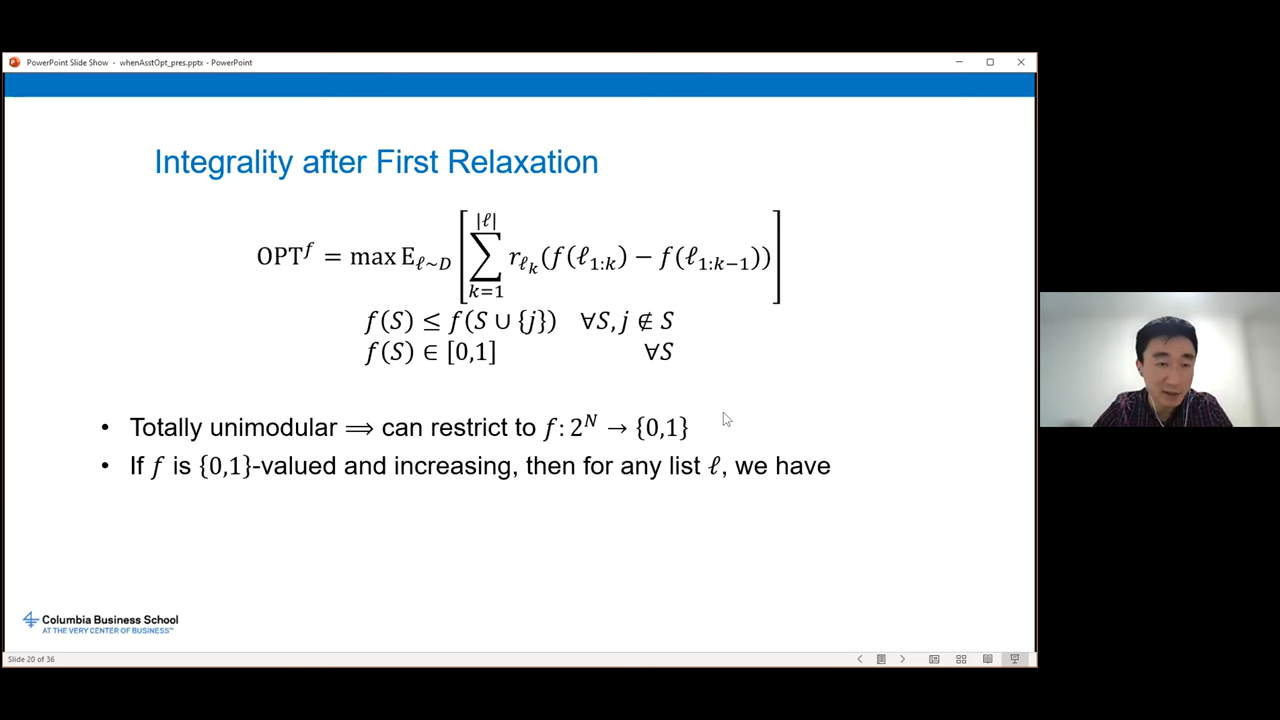 PowerPoint Slide Show - whenAsstOpt_pres.pptx - PowerPoint
Integrality after First Relaxation
OPT^f = max E_{ℓ~D} [ ∑_{k=1}^{|ℓ|} r_{ℓ_k}(f(ℓ_{1:k}) − f(ℓ_{1:k−1})) ]
f(S) ≤ f(S ∪ {j}) ∀S, j ∉ S
f(S) ∈ [0,1] ∀S
• Totally unimodular ⟹ can restrict to f: 2^N → {0,1}
• If f is {0,1}-valued and increasing, then for any list ℓ, we have
Columbia Business School
AT THE VERY CENTER OF BUSINESS™
Slide 20 of 36